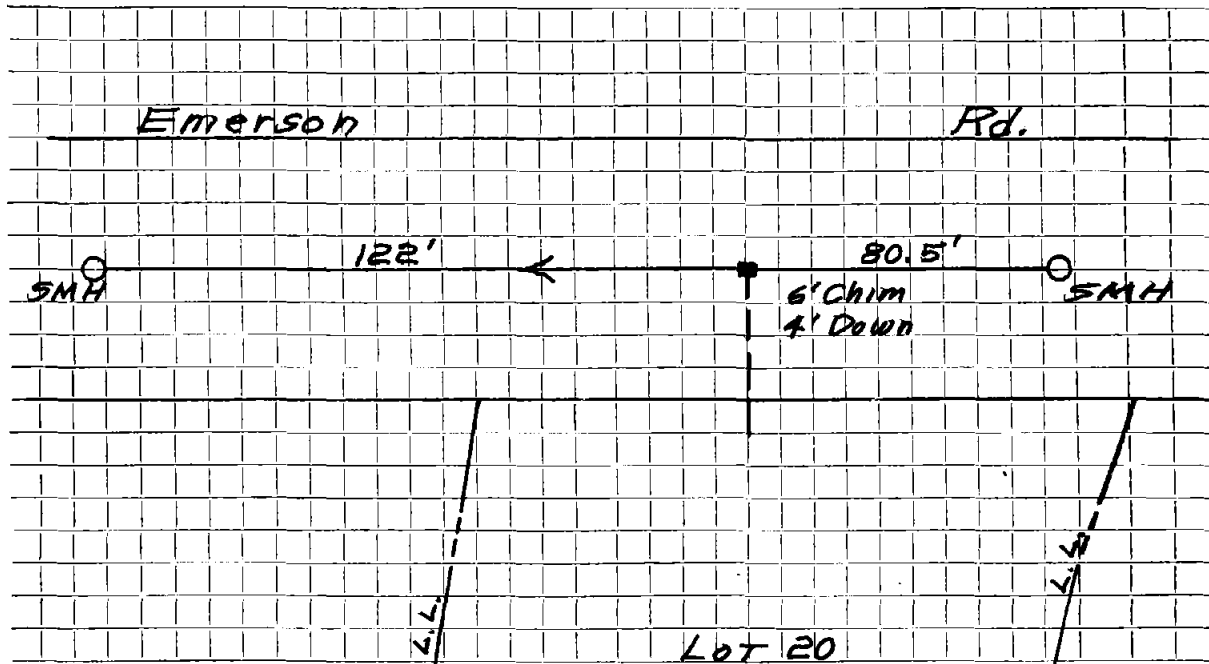 Emerson Rd.
122' 80.5'
SMH SMH
6' Chim
4' Down
L.L. L.L.
LOT 20